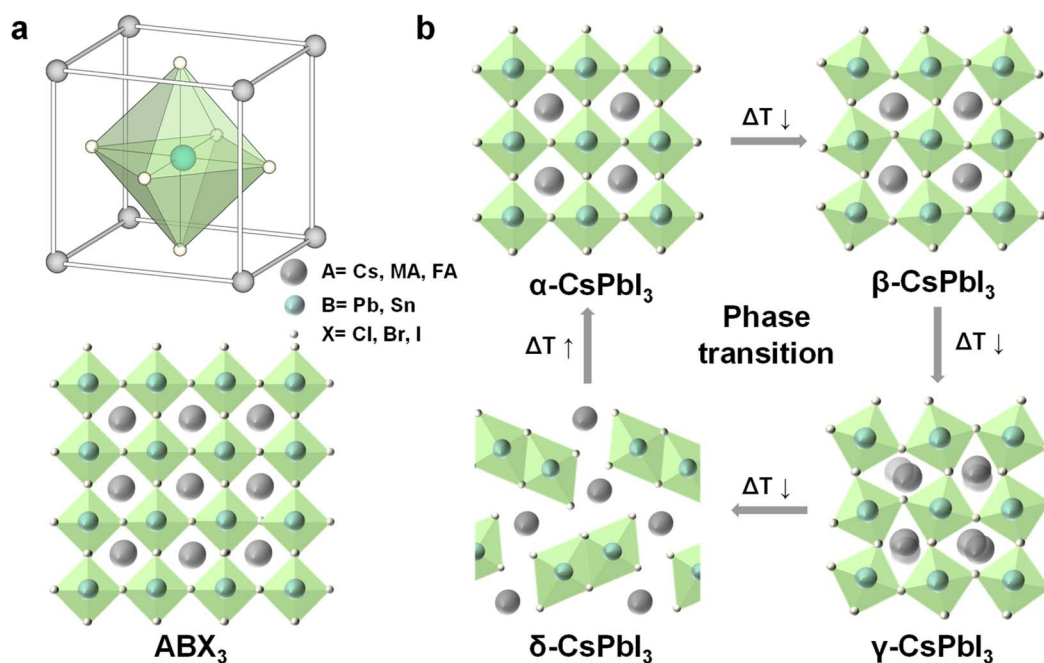 a
A= Cs, MA, FA
B= Pb, Sn
X= Cl, Br, I
ABX₃
b
ΔT ↓
α-CsPbI₃
β-CsPbI₃
ΔT ↑
Phase
transition
ΔT ↓
ΔT ↓
δ-CsPbI₃
γ-CsPbI₃